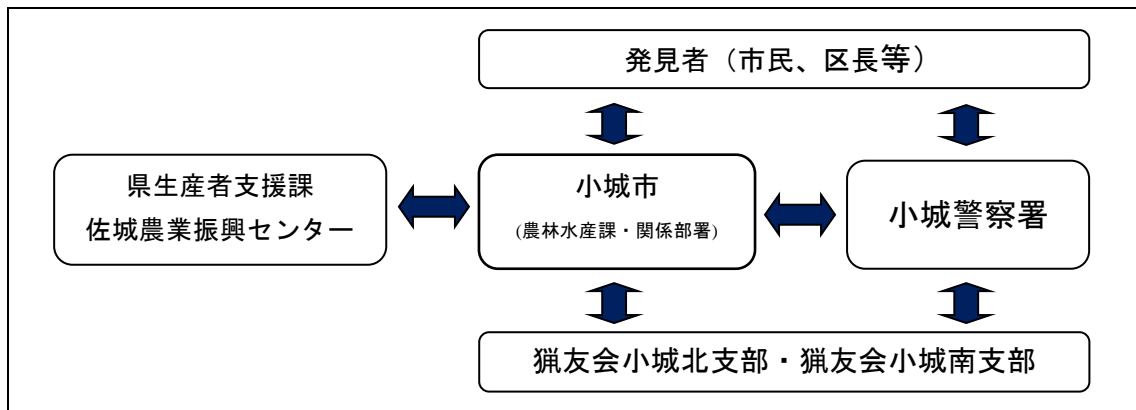 発見者（市民、区長等）
県生産者支援課
佐城農業振興センター
小城市
(農林水産課・関係部署)
小城警察署
猟友会小城北支部・猟友会小城南支部